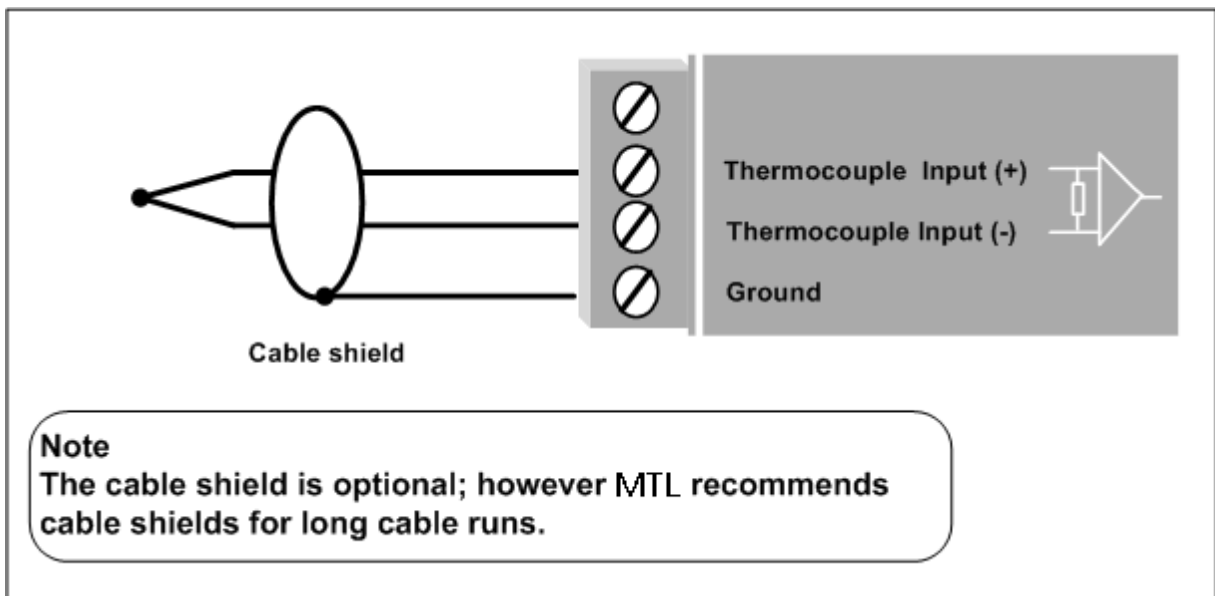 Thermocouple Input (+)
Thermocouple Input (-)
Ground
Cable shield
Note
The cable shield is optional; however MTL recommends
cable shields for long cable runs.